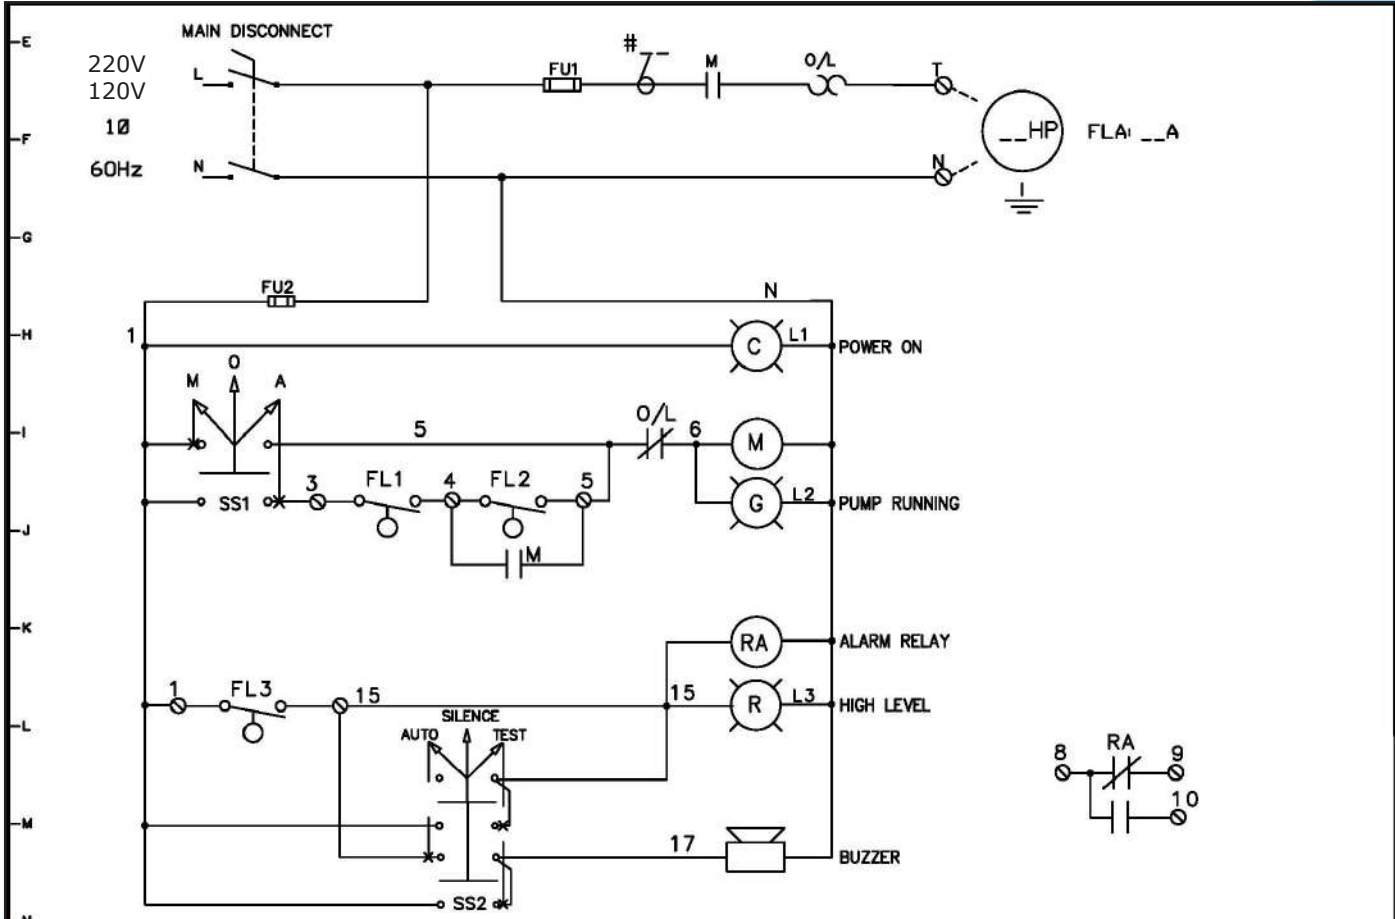 MAIN DISCONNECT
E
220V
120V
L
FU1
#
M
O/L
T
1Ø
F
__HP
FLA: __A
60Hz
N
N
G
FU2
N
H
1
C
L1
POWER ON
M
O
A
I
5
O/L
6
M
SS1
3
FL1
4
FL2
5
G
L2
PUMP RUNNING
J
M
K
RA
ALARM RELAY
1
FL3
15
15
R
L3
HIGH LEVEL
L
SILENCE
AUTO
TEST
8
RA
9
10
M
17
BUZZER
SS2